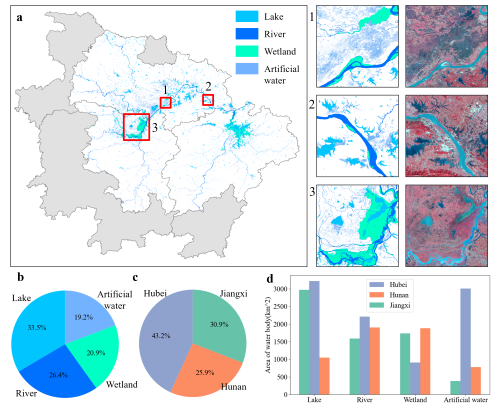 a
Lake
River
Wetland
Artificial
water
1
2
3
1
2
3
b
Lake
Artificial
water
33.5%
19.2%
20.9%
26.4%
River
Wetland
c
Hubei
Jiangxi
43.2%
30.9%
25.9%
Hunan
d
Area of water body(km^2)
3000
2500
2000
1500
1000
500
0
Hubei
Hunan
Jiangxi
Lake
River
Wetland
Artificial water